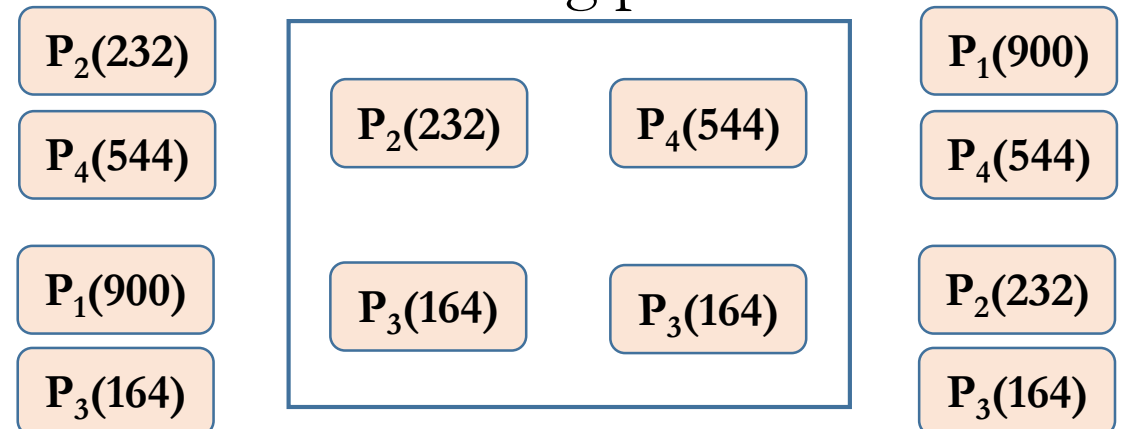 P₂(232)
P₄(544)
P₁(900)
P₃(164)
P₂(232) P₄(544)
P₃(164) P₃(164)
P₁(900)
P₄(544)
P₂(232)
P₃(164)